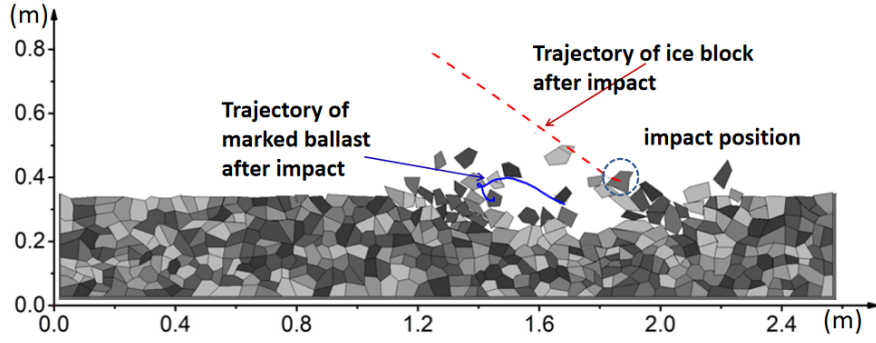 (m)
0.8
Trajectory of ice block
after impact
0.6
Trajectory of
marked ballast
after impact
impact position
0.4
0.2
0.0
0.0 0.4 0.8 1.2 1.6 2.0 2.4 (m)